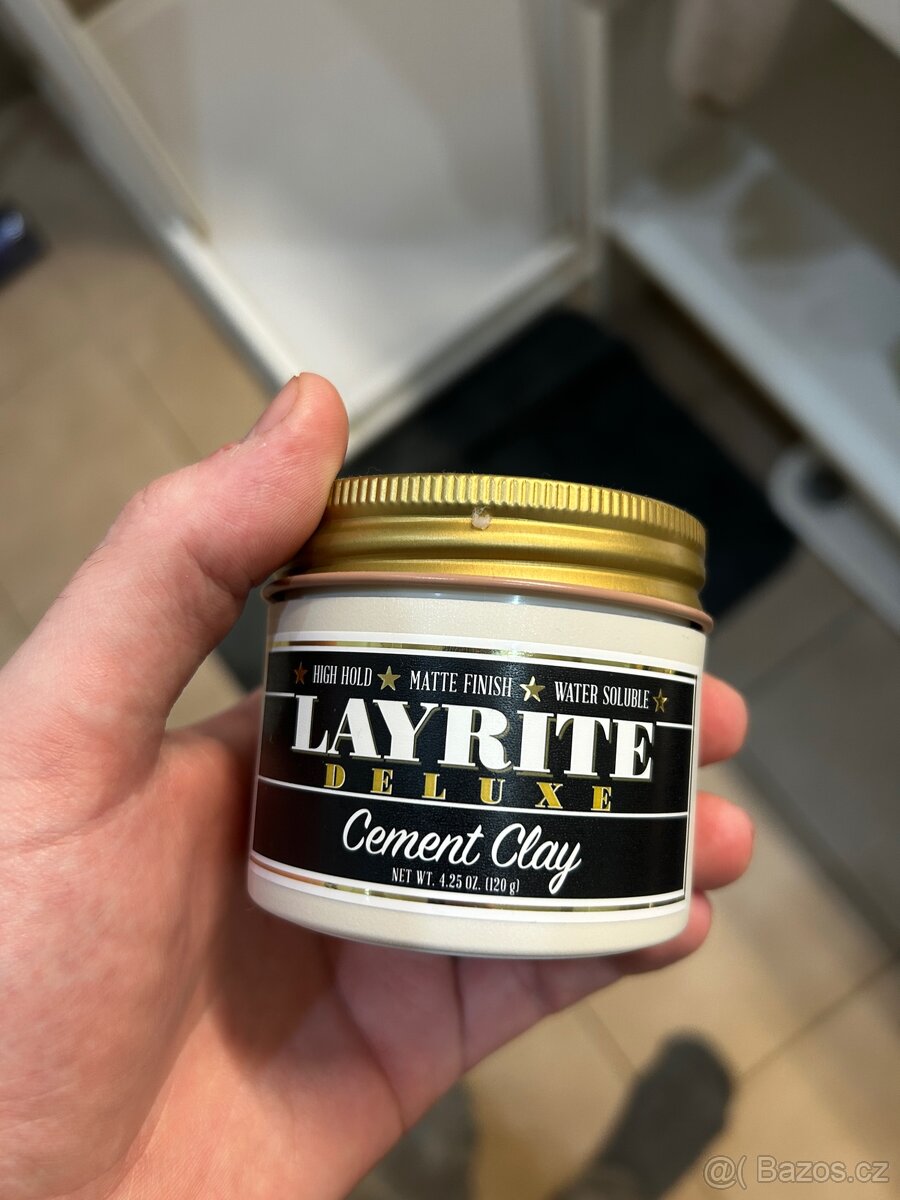 ★ HIGH HOLD ★ MATTE FINISH ★ WATER SOLUBLE ★
LAYRITE
DELUXE
Cement Clay
NET WT. 4.25 OZ. (120 g)
@( Bazos.cz